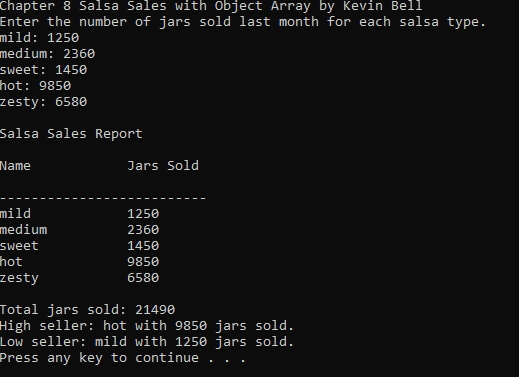 Chapter 8 Salsa Sales with Object Array by Kevin Bell
Enter the number of jars sold last month for each salsa type.
mild: 1250
medium: 2360
sweet: 1450
hot: 9850
zesty: 6580
Salsa Sales Report
Name Jars Sold
--------------------------
mild 1250
medium 2360
sweet 1450
hot 9850
zesty 6580
Total jars sold: 21490
High seller: hot with 9850 jars sold.
Low seller: mild with 1250 jars sold.
Press any key to continue . . .